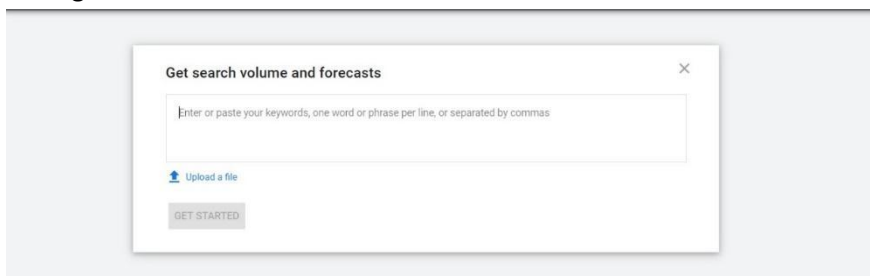 Get search volume and forecasts
Enter or paste your keywords, one word or phrase per line, or separated by commas
Upload a file
GET STARTED